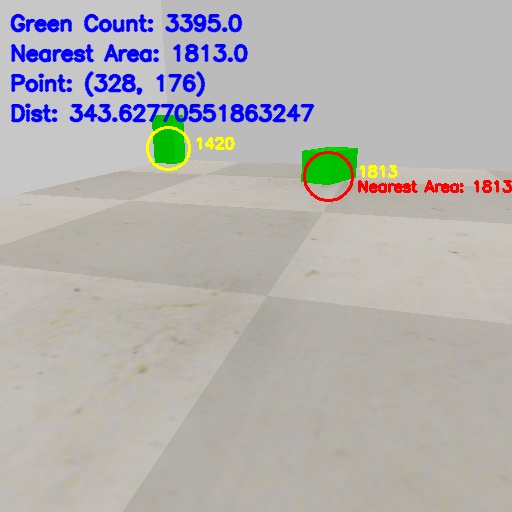 Green Count: 3395.0
Nearest Area: 1813.0
Point: (328, 176)
Dist: 343.62770551863247
1420
1813
Nearest Area: 1813